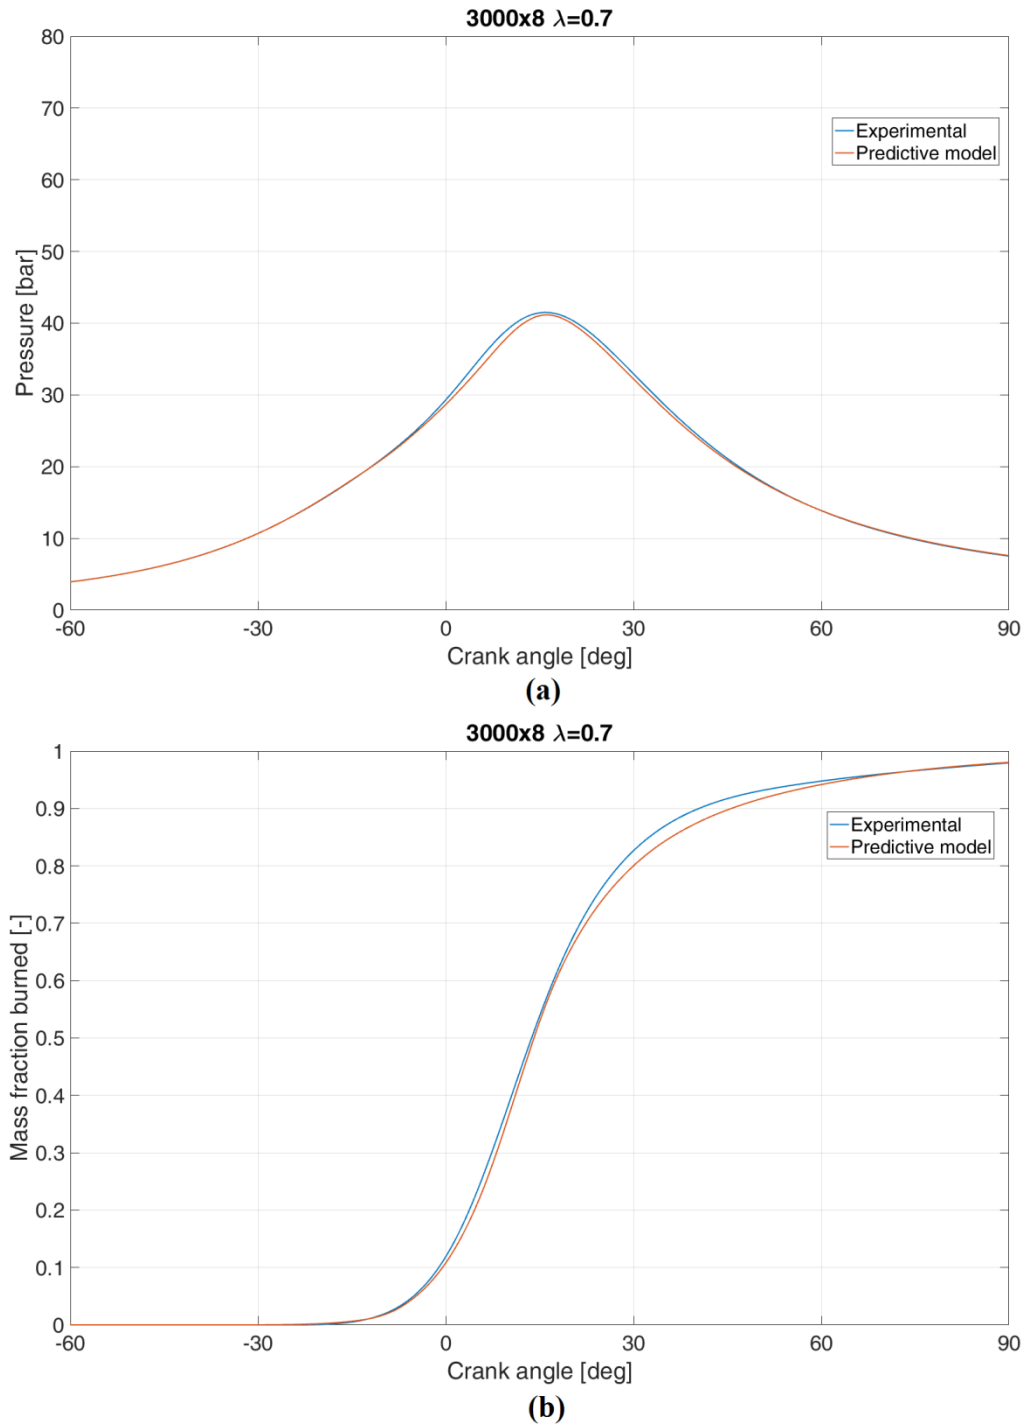 3000x8 λ=0.7
80
70
60
50
40
30
20
10
0
Pressure [bar]
Experimental
Predictive model
-60
-30
0
30
60
90
Crank angle [deg]
(a)
3000x8 λ=0.7
1
0.9
0.8
0.7
0.6
0.5
0.4
0.3
0.2
0.1
0
Mass fraction burned [-]
Experimental
Predictive model
-60
-30
0
30
60
90
Crank angle [deg]
(b)